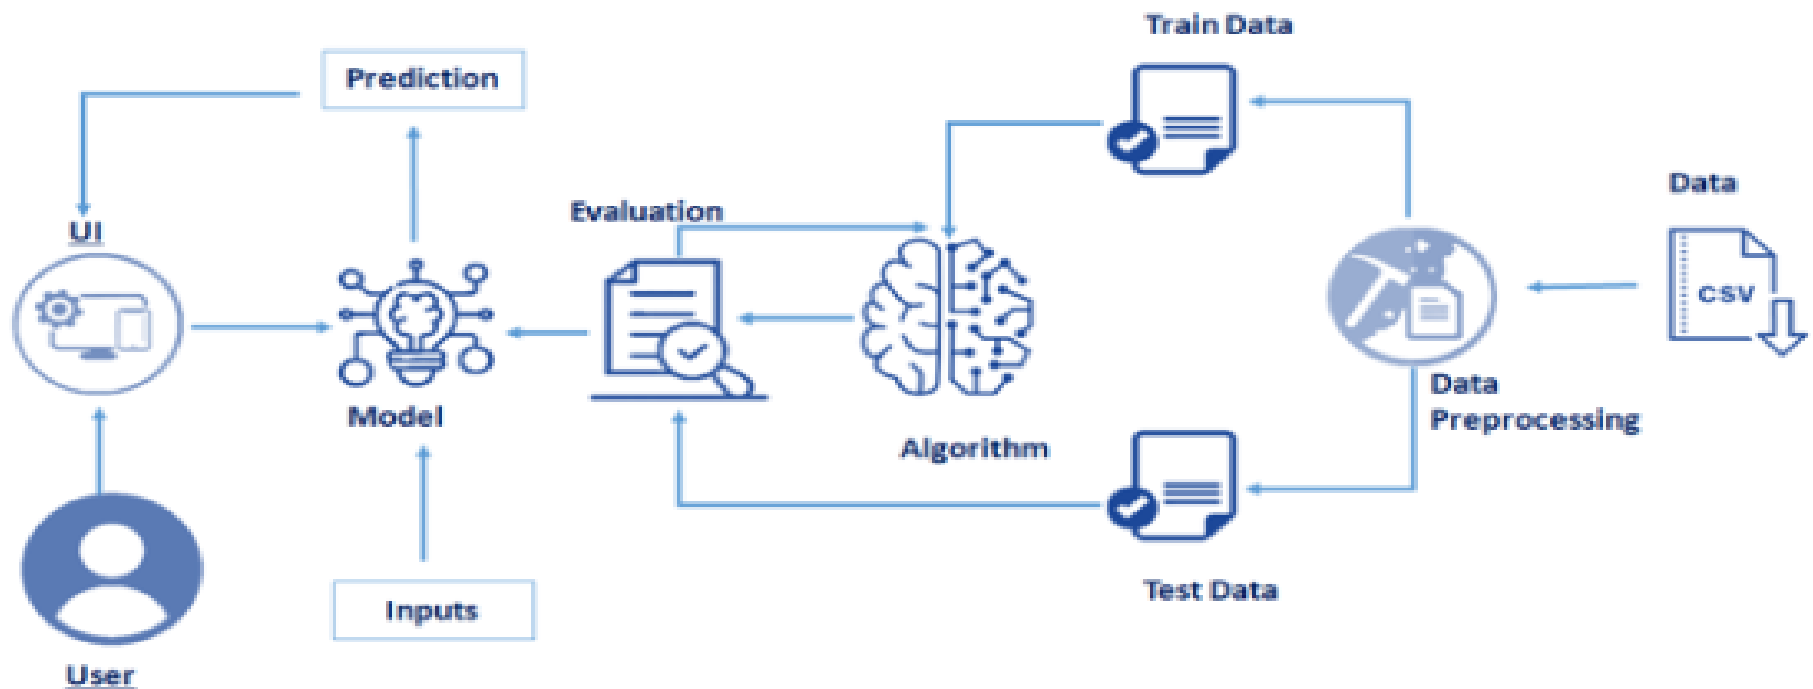 Train Data
Prediction
Data
Evaluation
UI
CSV
Data
Preprocessing
Model
Algorithm
Test Data
Inputs
User